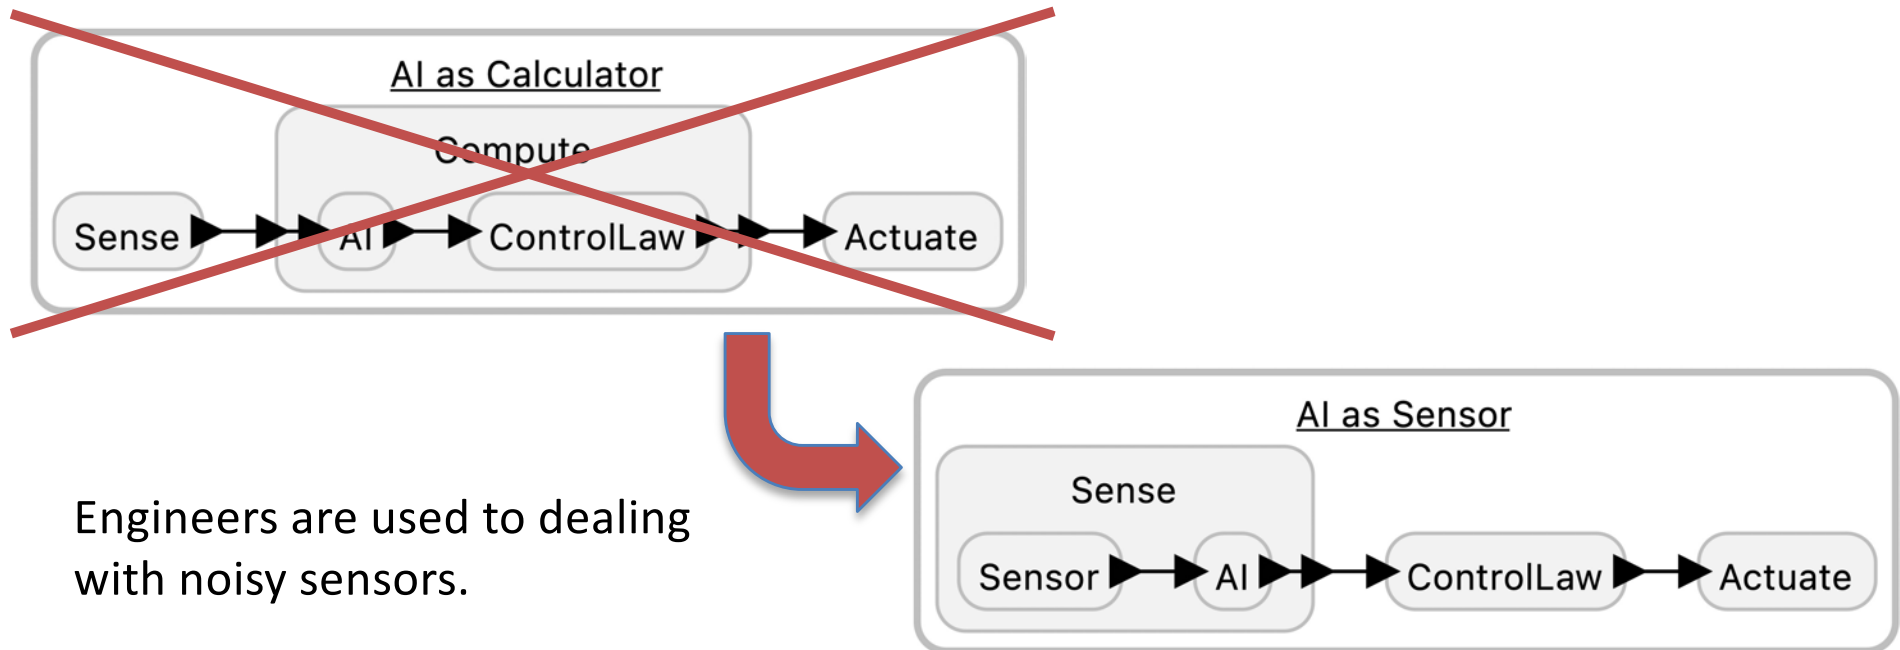 AI as Calculator
Compute
Sense AI ControlLaw Actuate
AI as Sensor
Sense
Engineers are used to dealing
with noisy sensors.
Sensor AI ControlLaw Actuate